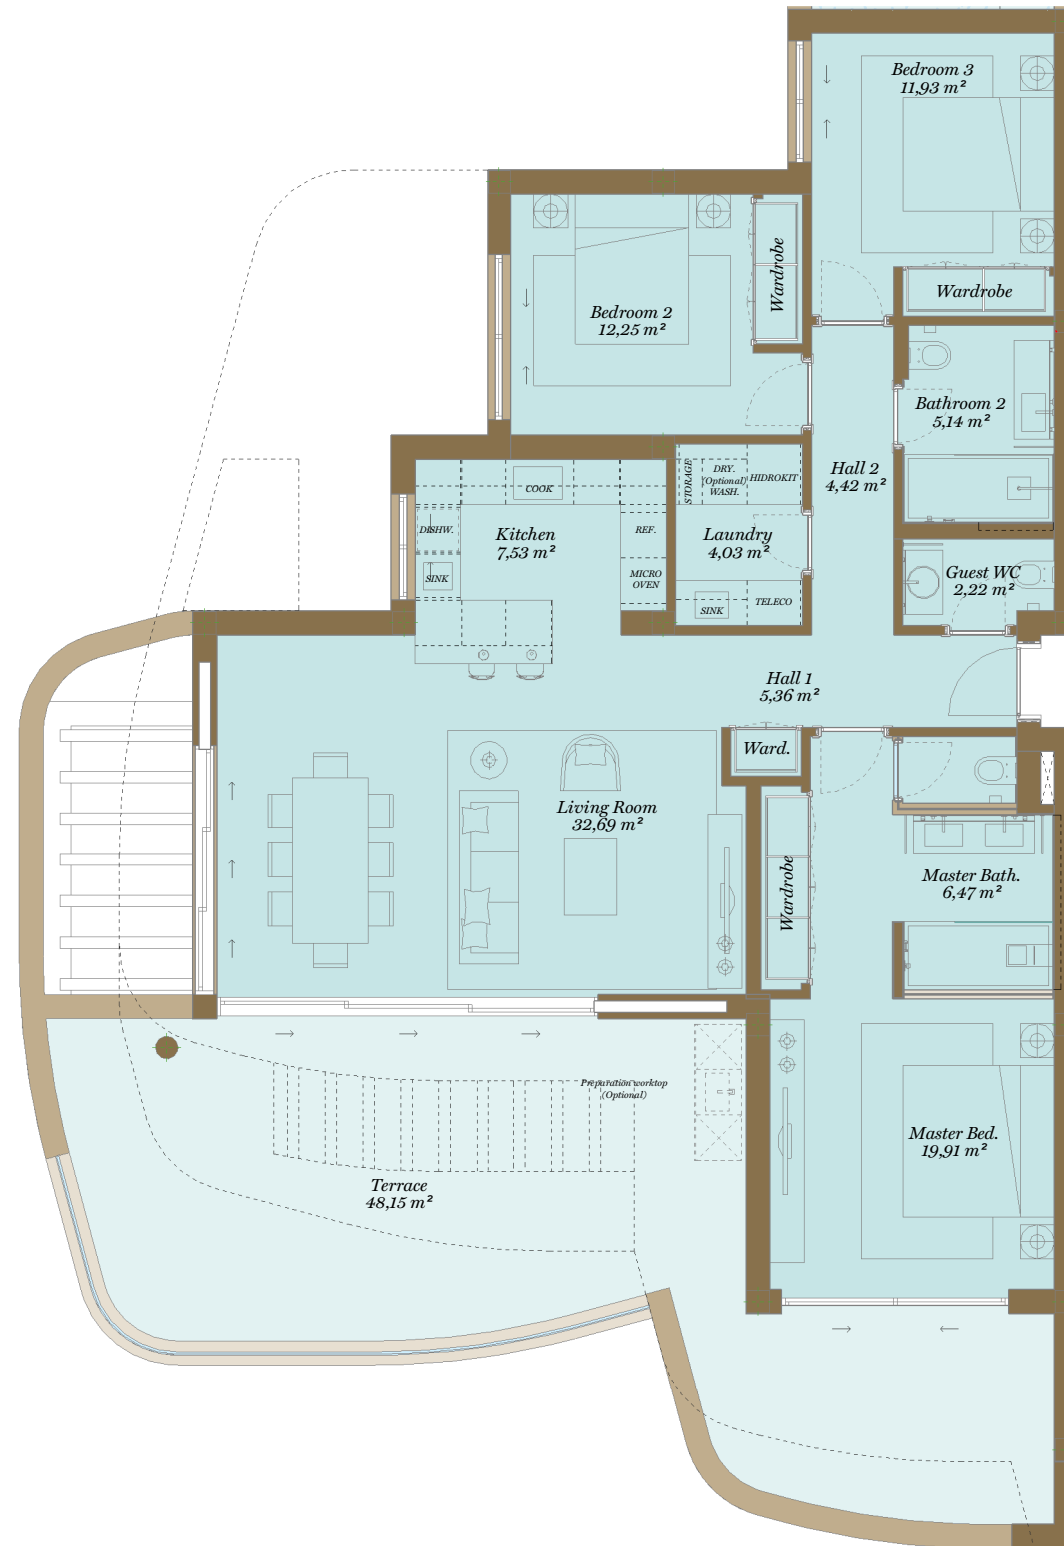 Bedroom 3
11,93 m²
Wardrobe
Wardrobe
Bedroom 2
12,25 m²
Bathroom 2
5,14 m²
Hall 2
4,42 m²
STORAGE
DRY.
(Optional)
WASH.
HIDROKIT
COOK
DISHW.
Kitchen
7,53 m²
REF.
Laundry
4,03 m²
SINK
MICRO
OVEN
SINK
TELECO
Guest WC
2,22 m²
Hall 1
5,36 m²
Ward.
Living Room
32,69 m²
Wardrobe
Master Bath.
6,47 m²
Preparation worktop
(Optional)
Master Bed.
19,91 m²
Terrace
48,15 m²